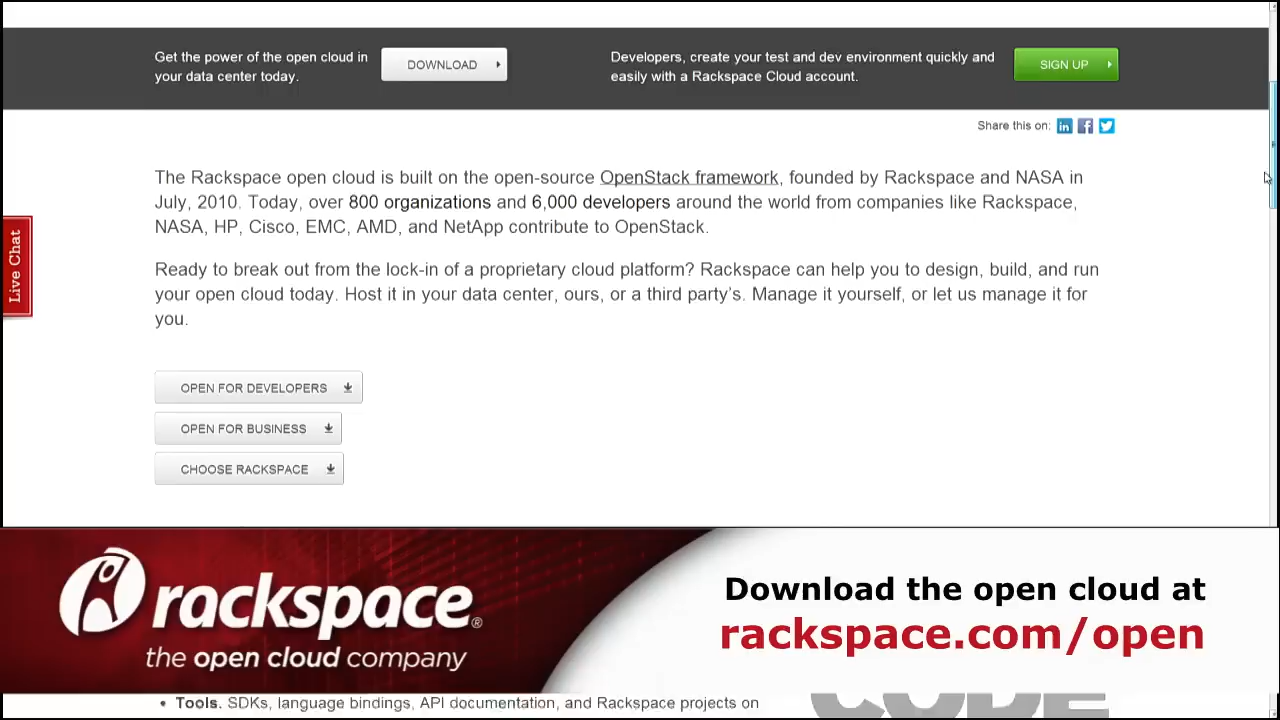 Get the power of the open cloud in
your data center today.
DOWNLOAD
Developers, create your test and dev environment quickly and
easily with a Rackspace Cloud account.
SIGN UP
Share this on:
The Rackspace open cloud is built on the open-source OpenStack framework, founded by Rackspace and NASA in
July, 2010. Today, over 800 organizations and 6,000 developers around the world from companies like Rackspace,
NASA, HP, Cisco, EMC, AMD, and NetApp contribute to OpenStack.
Live Chat
Ready to break out from the lock-in of a proprietary cloud platform? Rackspace can help you to design, build, and run
your open cloud today. Host it in your data center, ours, or a third party's. Manage it yourself, or let us manage it for
you.
OPEN FOR DEVELOPERS
OPEN FOR BUSINESS
CHOOSE RACKSPACE
rackspace®
the open cloud company
Download the open cloud at
rackspace.com/open
• Tools. SDKs, language bindings, API documentation, and Rackspace projects on
CODE